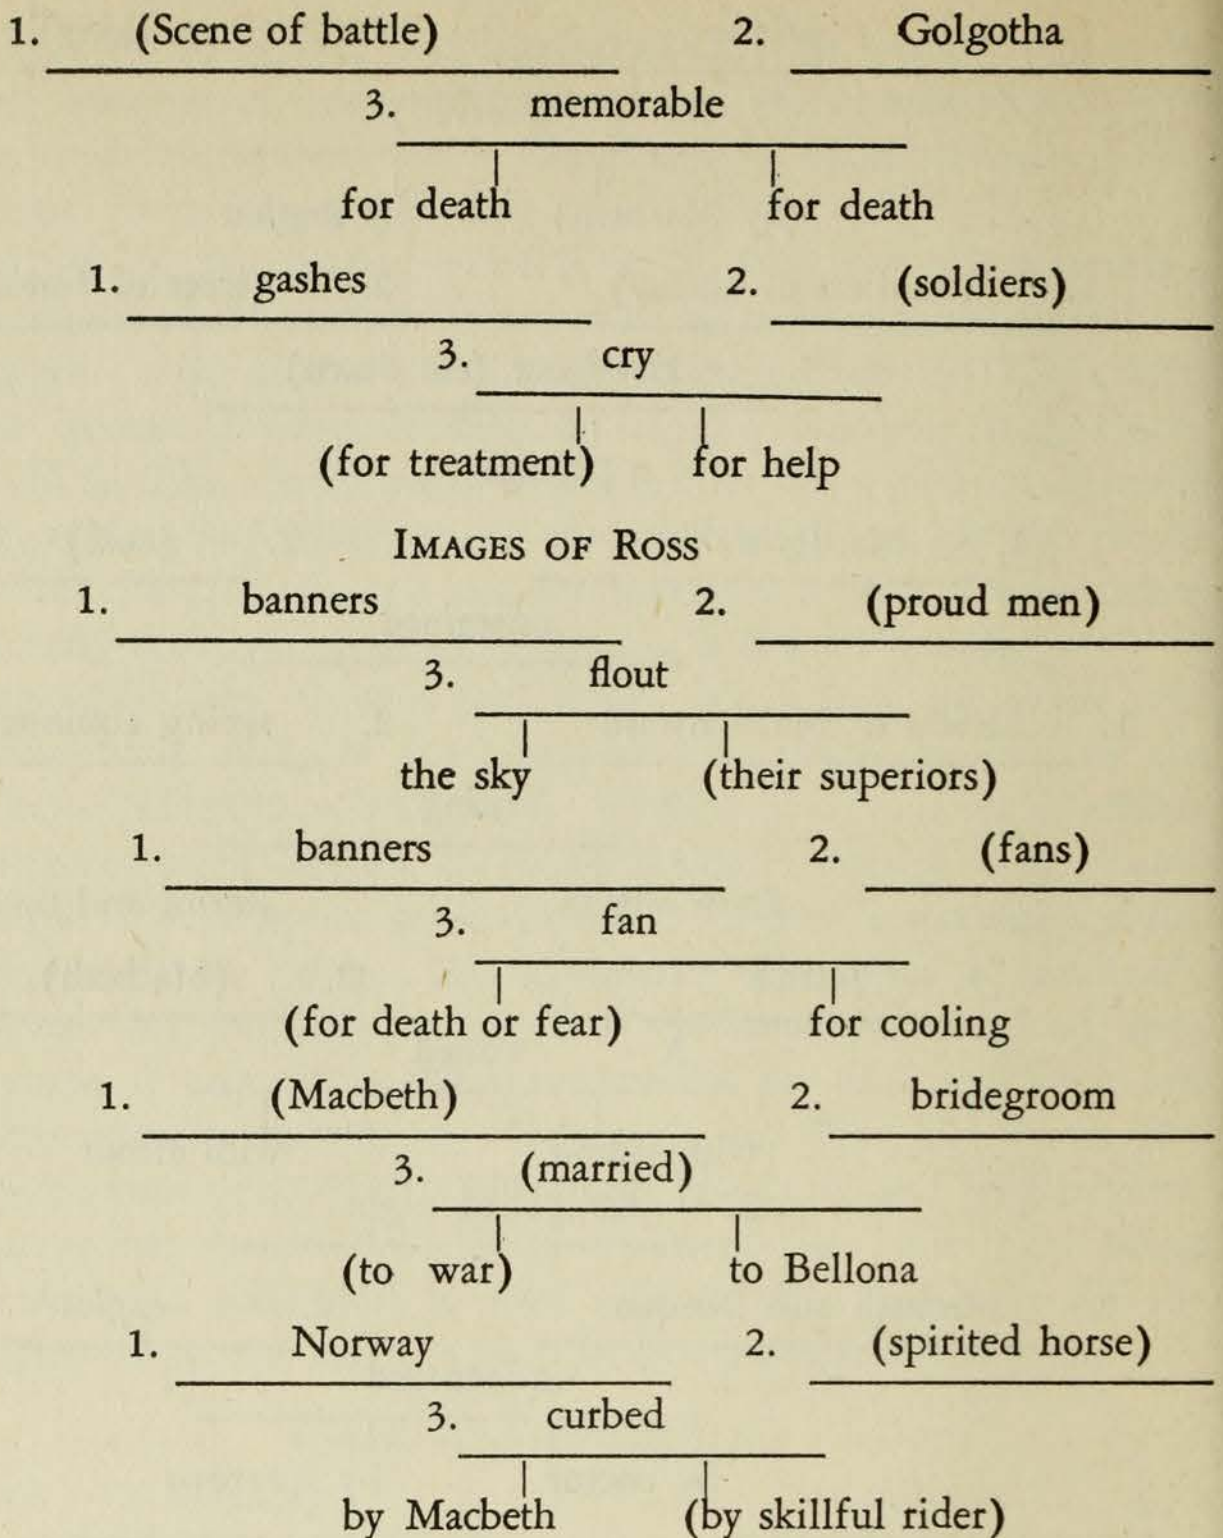 1. (Scene of battle) 2. Golgotha
3. memorable
for death for death
1. gashes 2. (soldiers)
3. cry
(for treatment) for help
IMAGES OF ROSS
1. banners 2. (proud men)
3. flout
the sky (their superiors)
1. banners 2. (fans)
3. fan
(for death or fear) for cooling
1. (Macbeth) 2. bridegroom
3. (married)
(to war) to Bellona
1. Norway 2. (spirited horse)
3. curbed
by Macbeth (by skillful rider)